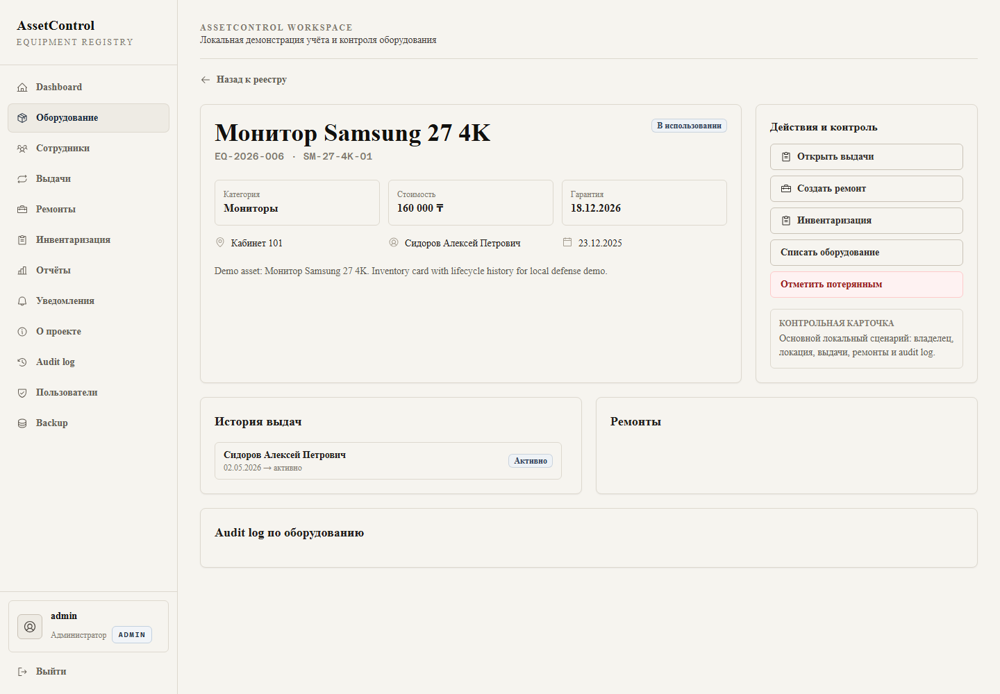 AssetControl
EQUIPMENT REGISTRY
Dashboard
Оборудование
Сотрудники
Выдачи
Ремонты
Инвентаризация
Отчёты
Уведомления
О проекте
Audit log
Пользователи
Backup
admin
Администратор ADMIN
Выйти
ASSETCONTROL WORKSPACE
Локальная демонстрация учёта и контроля оборудования
Назад к реестру
Монитор Samsung 27 4K
В использовании
EQ-2026-006 · SM-27-4K-01
Категория
Мониторы
Стоимость
160 000 ₸
Гарантия
18.12.2026
Кабинет 101
Сидоров Алексей Петрович
23.12.2025
Demo asset: Монитор Samsung 27 4K. Inventory card with lifecycle history for local defense demo.
Действия и контроль
Открыть выдачи
Создать ремонт
Инвентаризация
Списать оборудование
Отметить потерянным
КОНТРОЛЬНАЯ КАРТОЧКА
Основной локальный сценарий: владелец,
локация, выдачи, ремонты и audit log.
История выдач
Сидоров Алексей Петрович
02.05.2026 → активно
Активно
Ремонты
Audit log по оборудованию